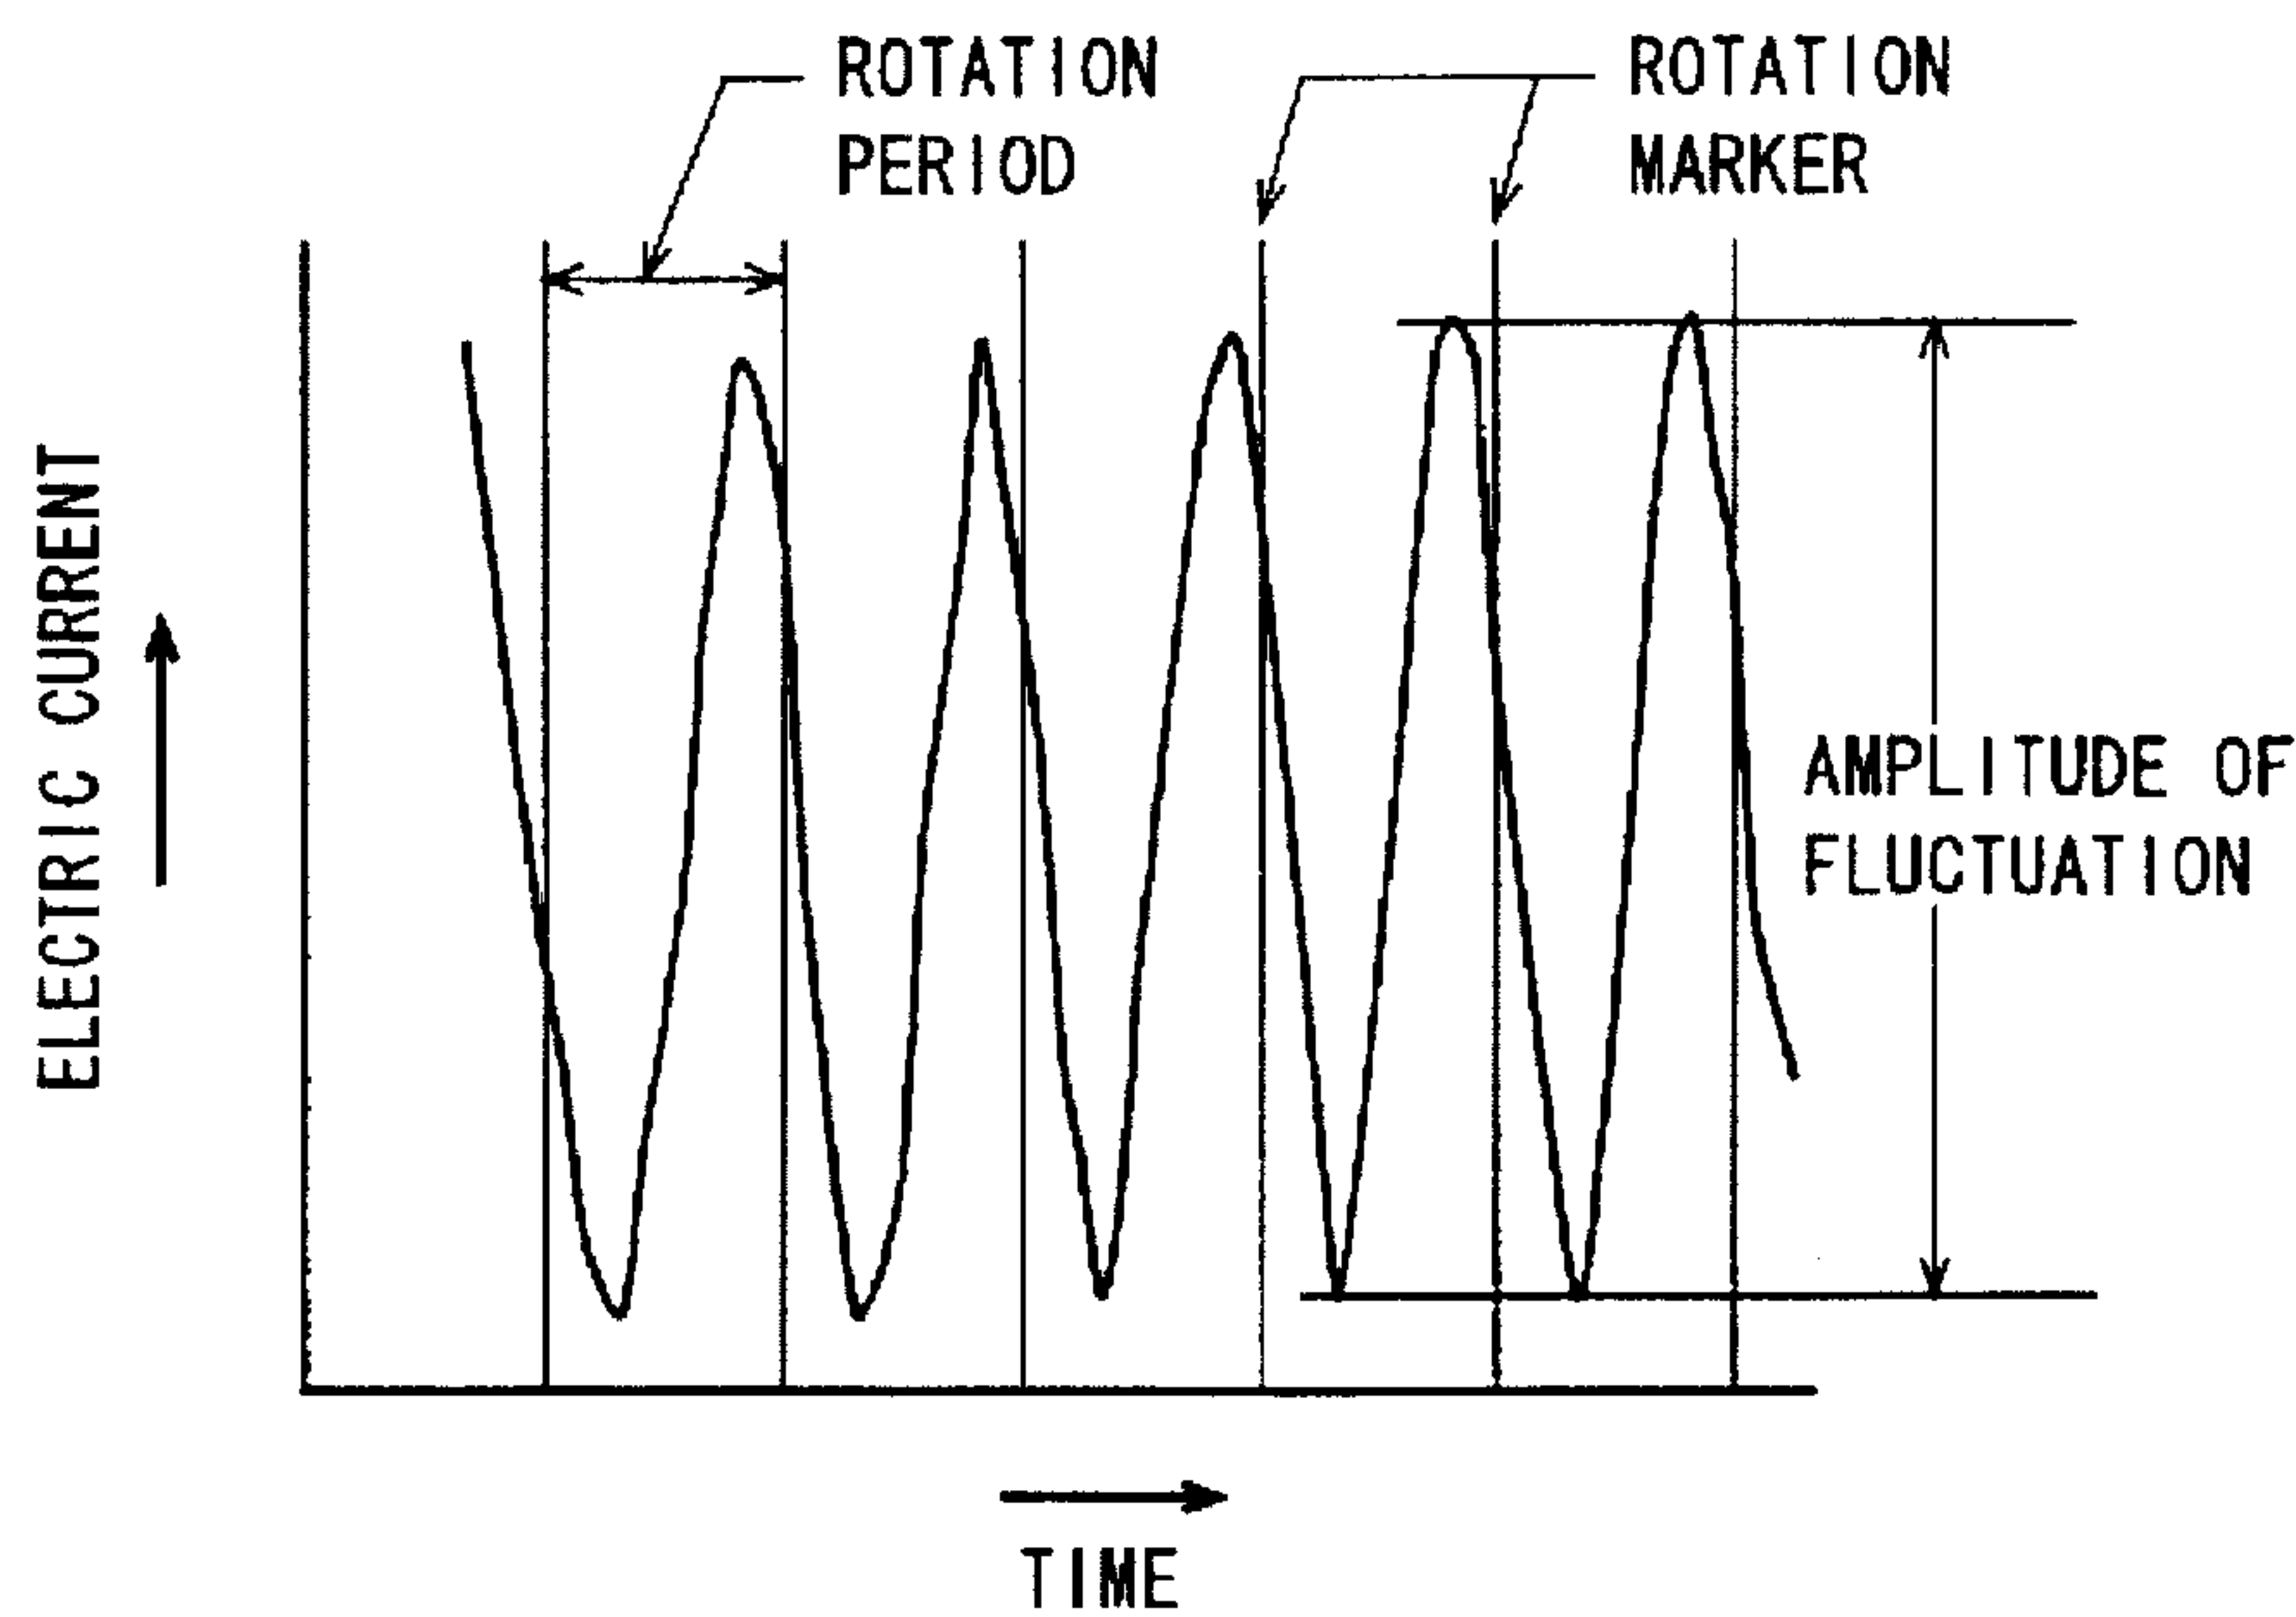 ROTATION
PERIOD
ROTATION
MARKER
ELECTRIC CURRENT
AMPLITUDE OF
FLUCTUATION
TIME